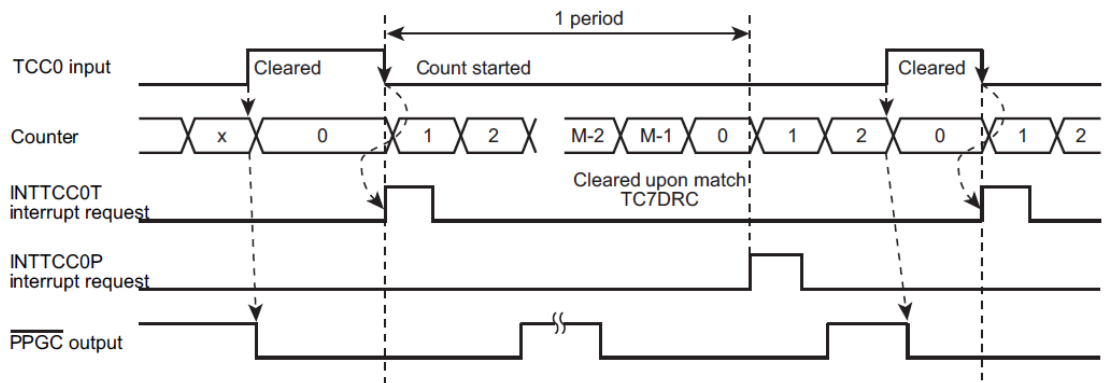 1 period
TCC0 input
Cleared
Count started
Cleared
Counter
x
0
1
2
M-2
M-1
0
1
2
0
1
2
INTTCC0T
interrupt request
Cleared upon match
TC7DRC
INTTCC0P
interrupt request
PPGC output